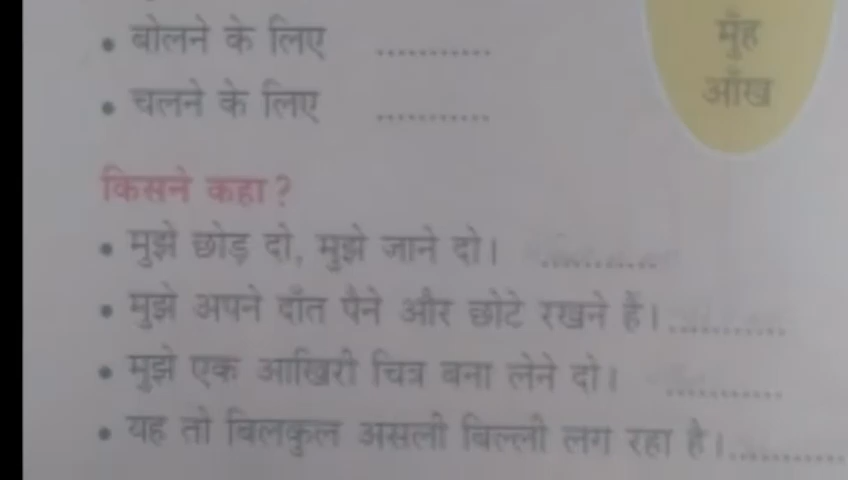 • बोलने के लिए ...........
मुँह
• चलने के लिए ...........
आँख
किसने कहा?
• मुझे छोड़ दो, मुझे जाने दो। ...........
• मुझे अपने दाँत पैने और छोटे रखने हैं। ...........
• मुझे एक आखिरी चित्र बना लेने दो। ...........
• यह तो बिलकुल असली बिल्ली लग रहा है। ...........